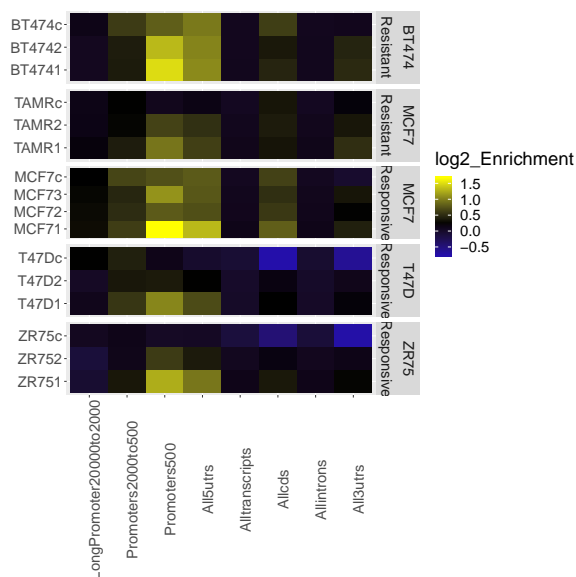 BT474c
BT4742
BT4741
BT474
Resistant
TAMRc
TAMR2
TAMR1
MCF7
Resistant
MCF7c
MCF73
MCF72
MCF71
MCF7
Responsive
T47Dc
T47D2
T47D1
T47D
Responsive
ZR75c
ZR752
ZR751
ZR75
Responsive
log2_Enrichment
1.5
1.0
0.5
0.0
−0.5
LongPromoter20000to2000
Promoters2000to500
Promoters500
All5utrs
Alltranscripts
Allcds
Allintrons
All3utrs